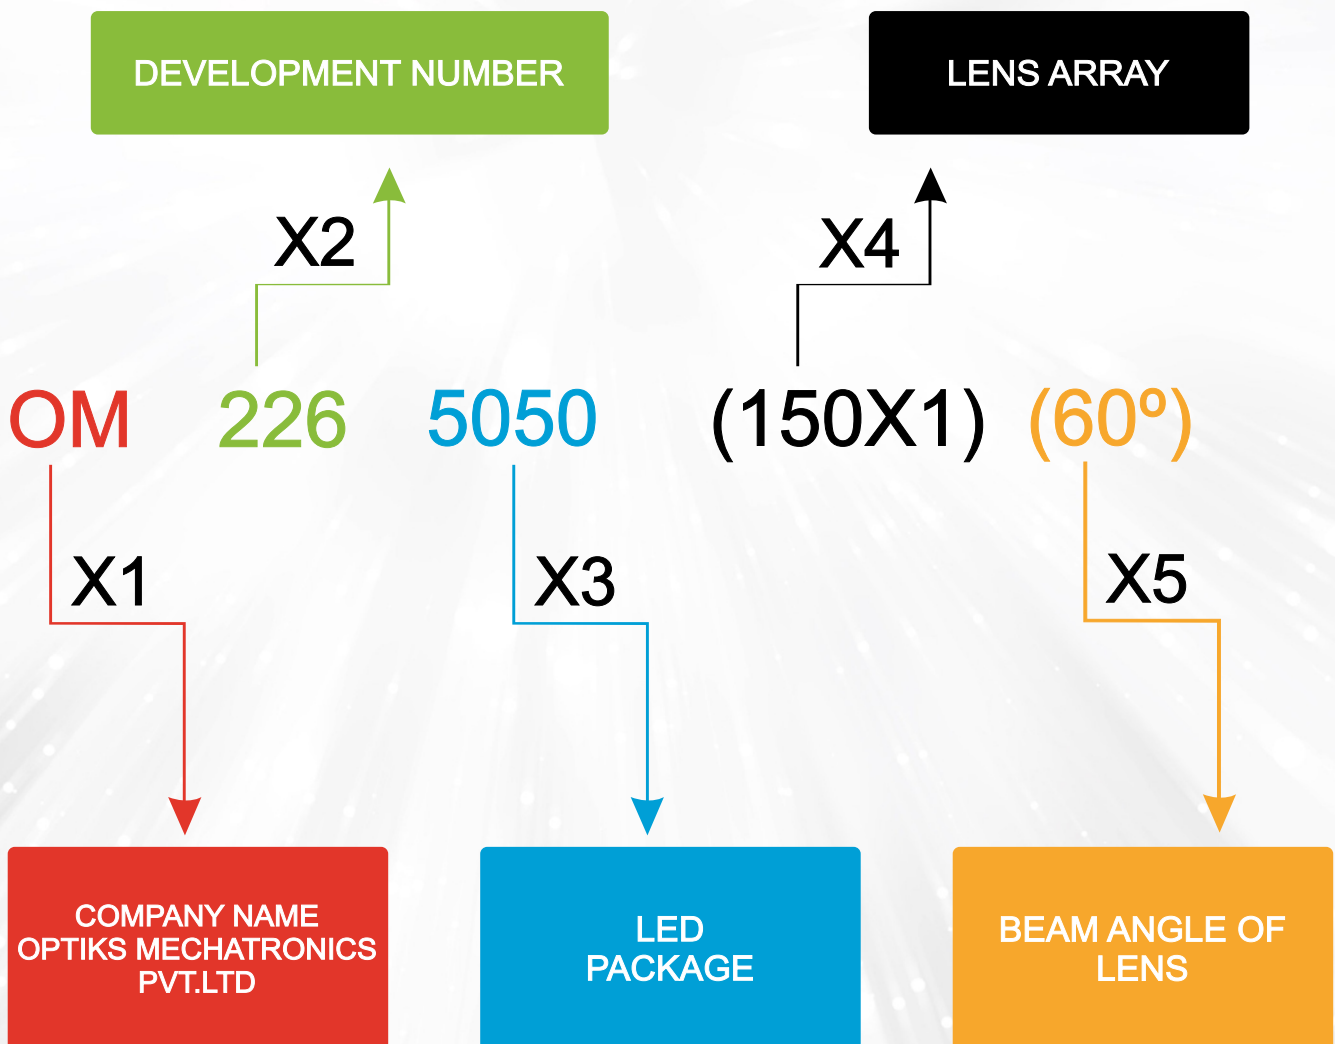 DEVELOPMENT NUMBER
LENS ARRAY
X2
X4
OM 226 5050 (150X1) (60º)
X1
X3
X5
COMPANY NAME
OPTIKS MECHATRONICS
PVT.LTD
LED
PACKAGE
BEAM ANGLE OF
LENS